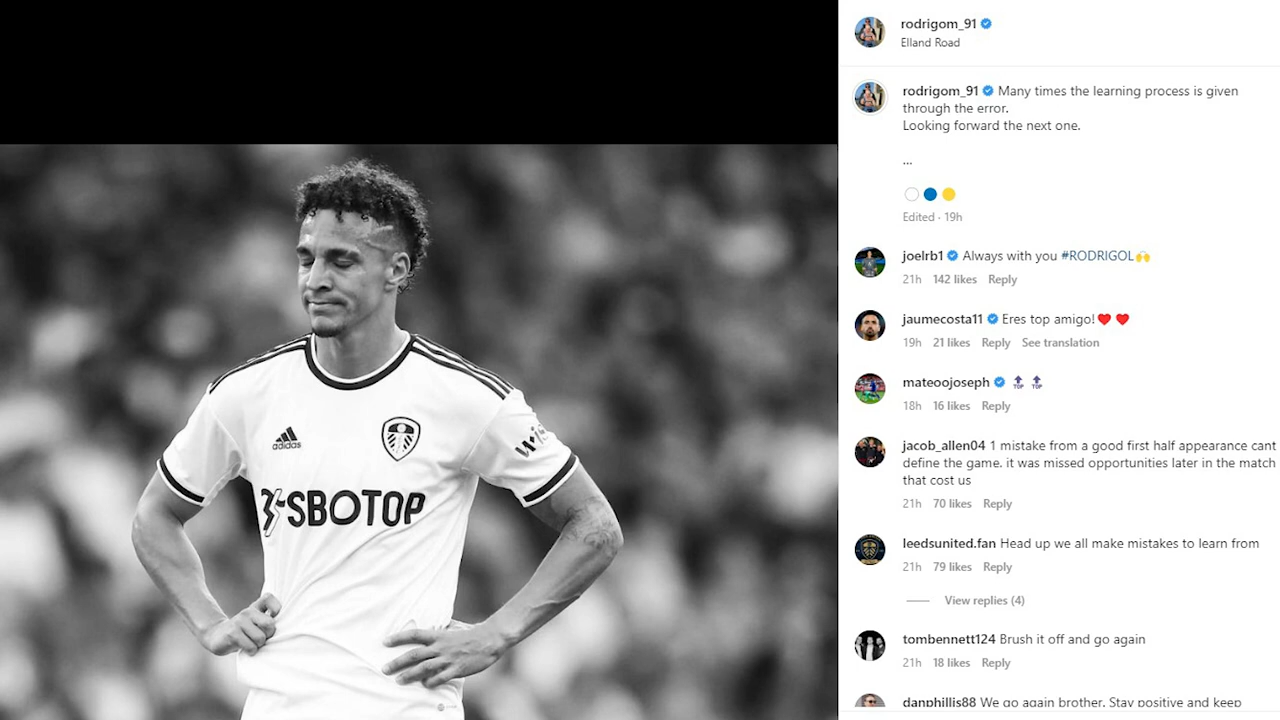 adidas
SBOTOP
rodrigom_91
Elland Road
rodrigom_91 Many times the learning process is given
through the error.
Looking forward the next one.
...
Edited · 19h
joelrb1 Always with you #RODRIGOL🙌
21h 142 likes Reply
jaumecosta11 Eres top amigo!♥️ ♥️
19h 21 likes Reply See translation
mateoojoseph 🔝 🔝
18h 16 likes Reply
jacob_allen04 1 mistake from a good first half appearance cant
define the game. it was missed opportunities later in the match
that cost us
21h 70 likes Reply
leedsunited.fan Head up we all make mistakes to learn from
21h 79 likes Reply
View replies (4)
tombennett124 Brush it off and go again
21h 18 likes Reply
danphillis88 We go again brother. Stay positive and keep